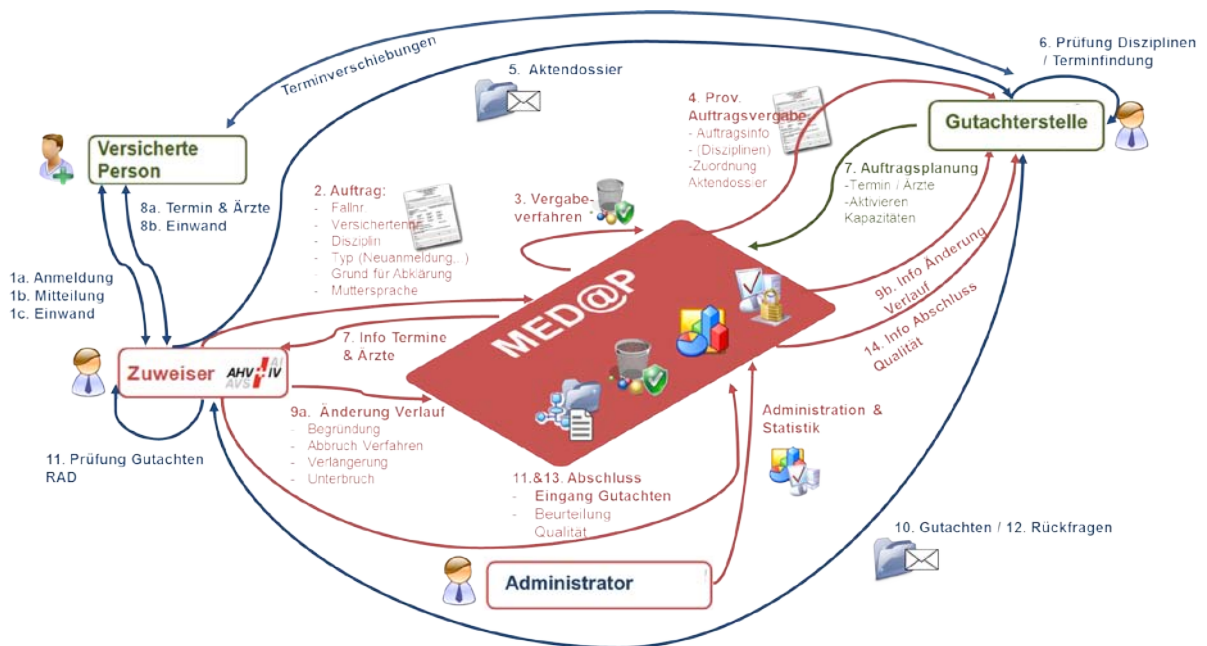 Terminverschiebungen
5. Aktendossier
6. Prüfung Disziplinen
/ Terminfindung
4. Prov.
Auftragsvergabe
- Auftragsinfo
- (Disziplinen)
-Zuordnung
Aktendossier
Gutachterstelle
Versicherte
Person
7. Auftragsplanung
-Termin / Ärzte
-Aktivieren
Kapazitäten
2. Auftrag:
- Fallnr.
- Versichertennr.
- Disziplin
- Typ (Neuanmeldung...)
- Grund für Abklärung
- Muttersprache
3. Vergabe-
verfahren
8a. Termin & Ärzte
8b. Einwand
1a. Anmeldung
1b. Mitteilung
1c. Einwand
MED@P
9b. Info Änderung
Verlauf
14. Info Abschluss
Qualität
7. Info Termine
& Ärzte
Zuweiser
AHV IV
AVS AI
9a. Änderung Verlauf
- Begründung
- Abbruch Verfahren
- Verlängerung
- Unterbruch
Administration &
Statistik
11. Prüfung Gutachten
RAD
11.&13. Abschluss
- Eingang Gutachten
- Beurteilung
Qualität
10. Gutachten / 12. Rückfragen
Administrator